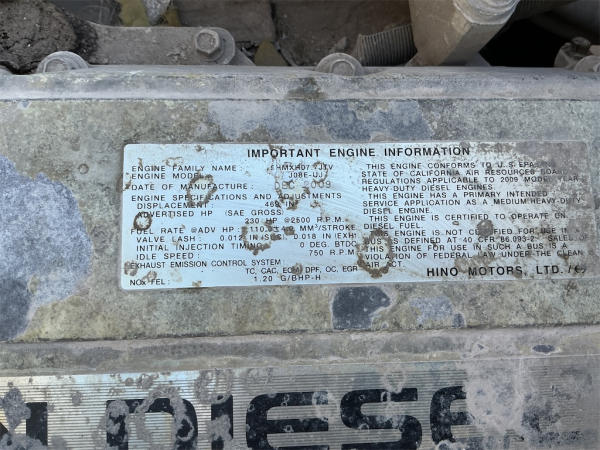 IMPORTANT ENGINE INFORMATION
ENGINE FAMILY NAME :
ENGINE MODEL : J08E-UJ
DATE OF MANUFACTURE : 2009
ENGINE SPECIFICATIONS AND ADJUSTMENTS
DISPLACEMENT:
ADVERTISED HP (SAE GROSS)
230 HP @2500 R.P.M.
FUEL RATE @ADV HP : MM³/STROKE
VALVE LASH : 0.018 IN (EXH)
INITIAL INJECTION TIMING : 0 DEG. BTDC
IDLE SPEED : 750 R.P.M.
EXHAUST EMISSION CONTROL SYSTEM
TC, CAC, ECM, DPF, OC, EGR
NOx FEL: 1.20 G/BHP-H
THIS ENGINE CONFORMS TO U.S. EPA
STATE OF CALIFORNIA AIR RESOURCES
REGULATIONS APPLICABLE TO 2009 MODEL YEAR
HEAVY-DUTY DIESEL ENGINES.
THIS ENGINE HAS A PRIMARY INTENDED
SERVICE APPLICATION AS A MEDIUM HEAVY-DUTY
DIESEL ENGINE.
THIS ENGINE IS CERTIFIED TO OPERATE ON
DIESEL FUEL.
ENGINE IS NOT CERTIFIED FOR USE IN
IS DEFINED AT 40 CFR 86.093-2. SALE OF
THIS ENGINE FOR USE IN SUCH A BUS IS A
VIOLATION OF FEDERAL LAW UNDER THE CLEAN
AIR ACT.
HINO MOTORS, LTD.
DIESE